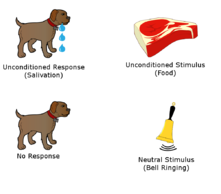 Unconditioned Response
(Salivation)
Unconditioned Stimulus
(Food)
No Response
Neutral Stimulus
(Bell Ringing)